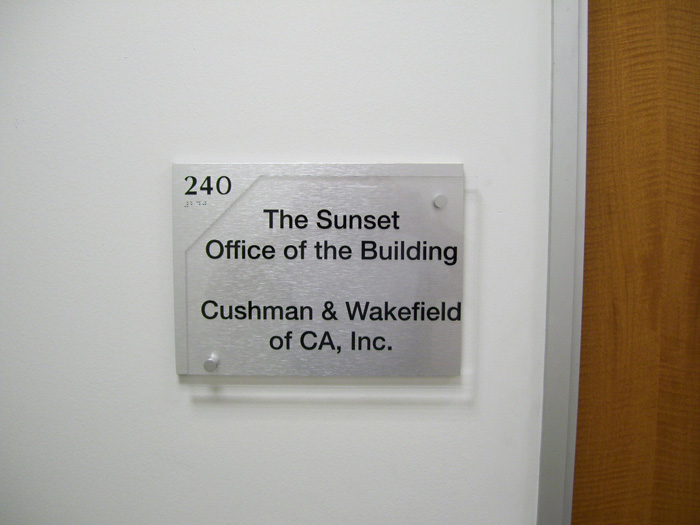 240
The Sunset
Office of the Building
Cushman & Wakefield
of CA, Inc.